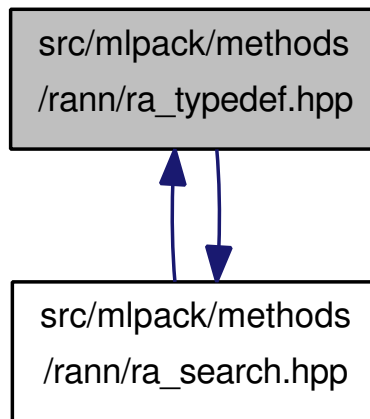 src/mlpack/methods
/rann/ra_typedef.hpp
src/mlpack/methods
/rann/ra_search.hpp